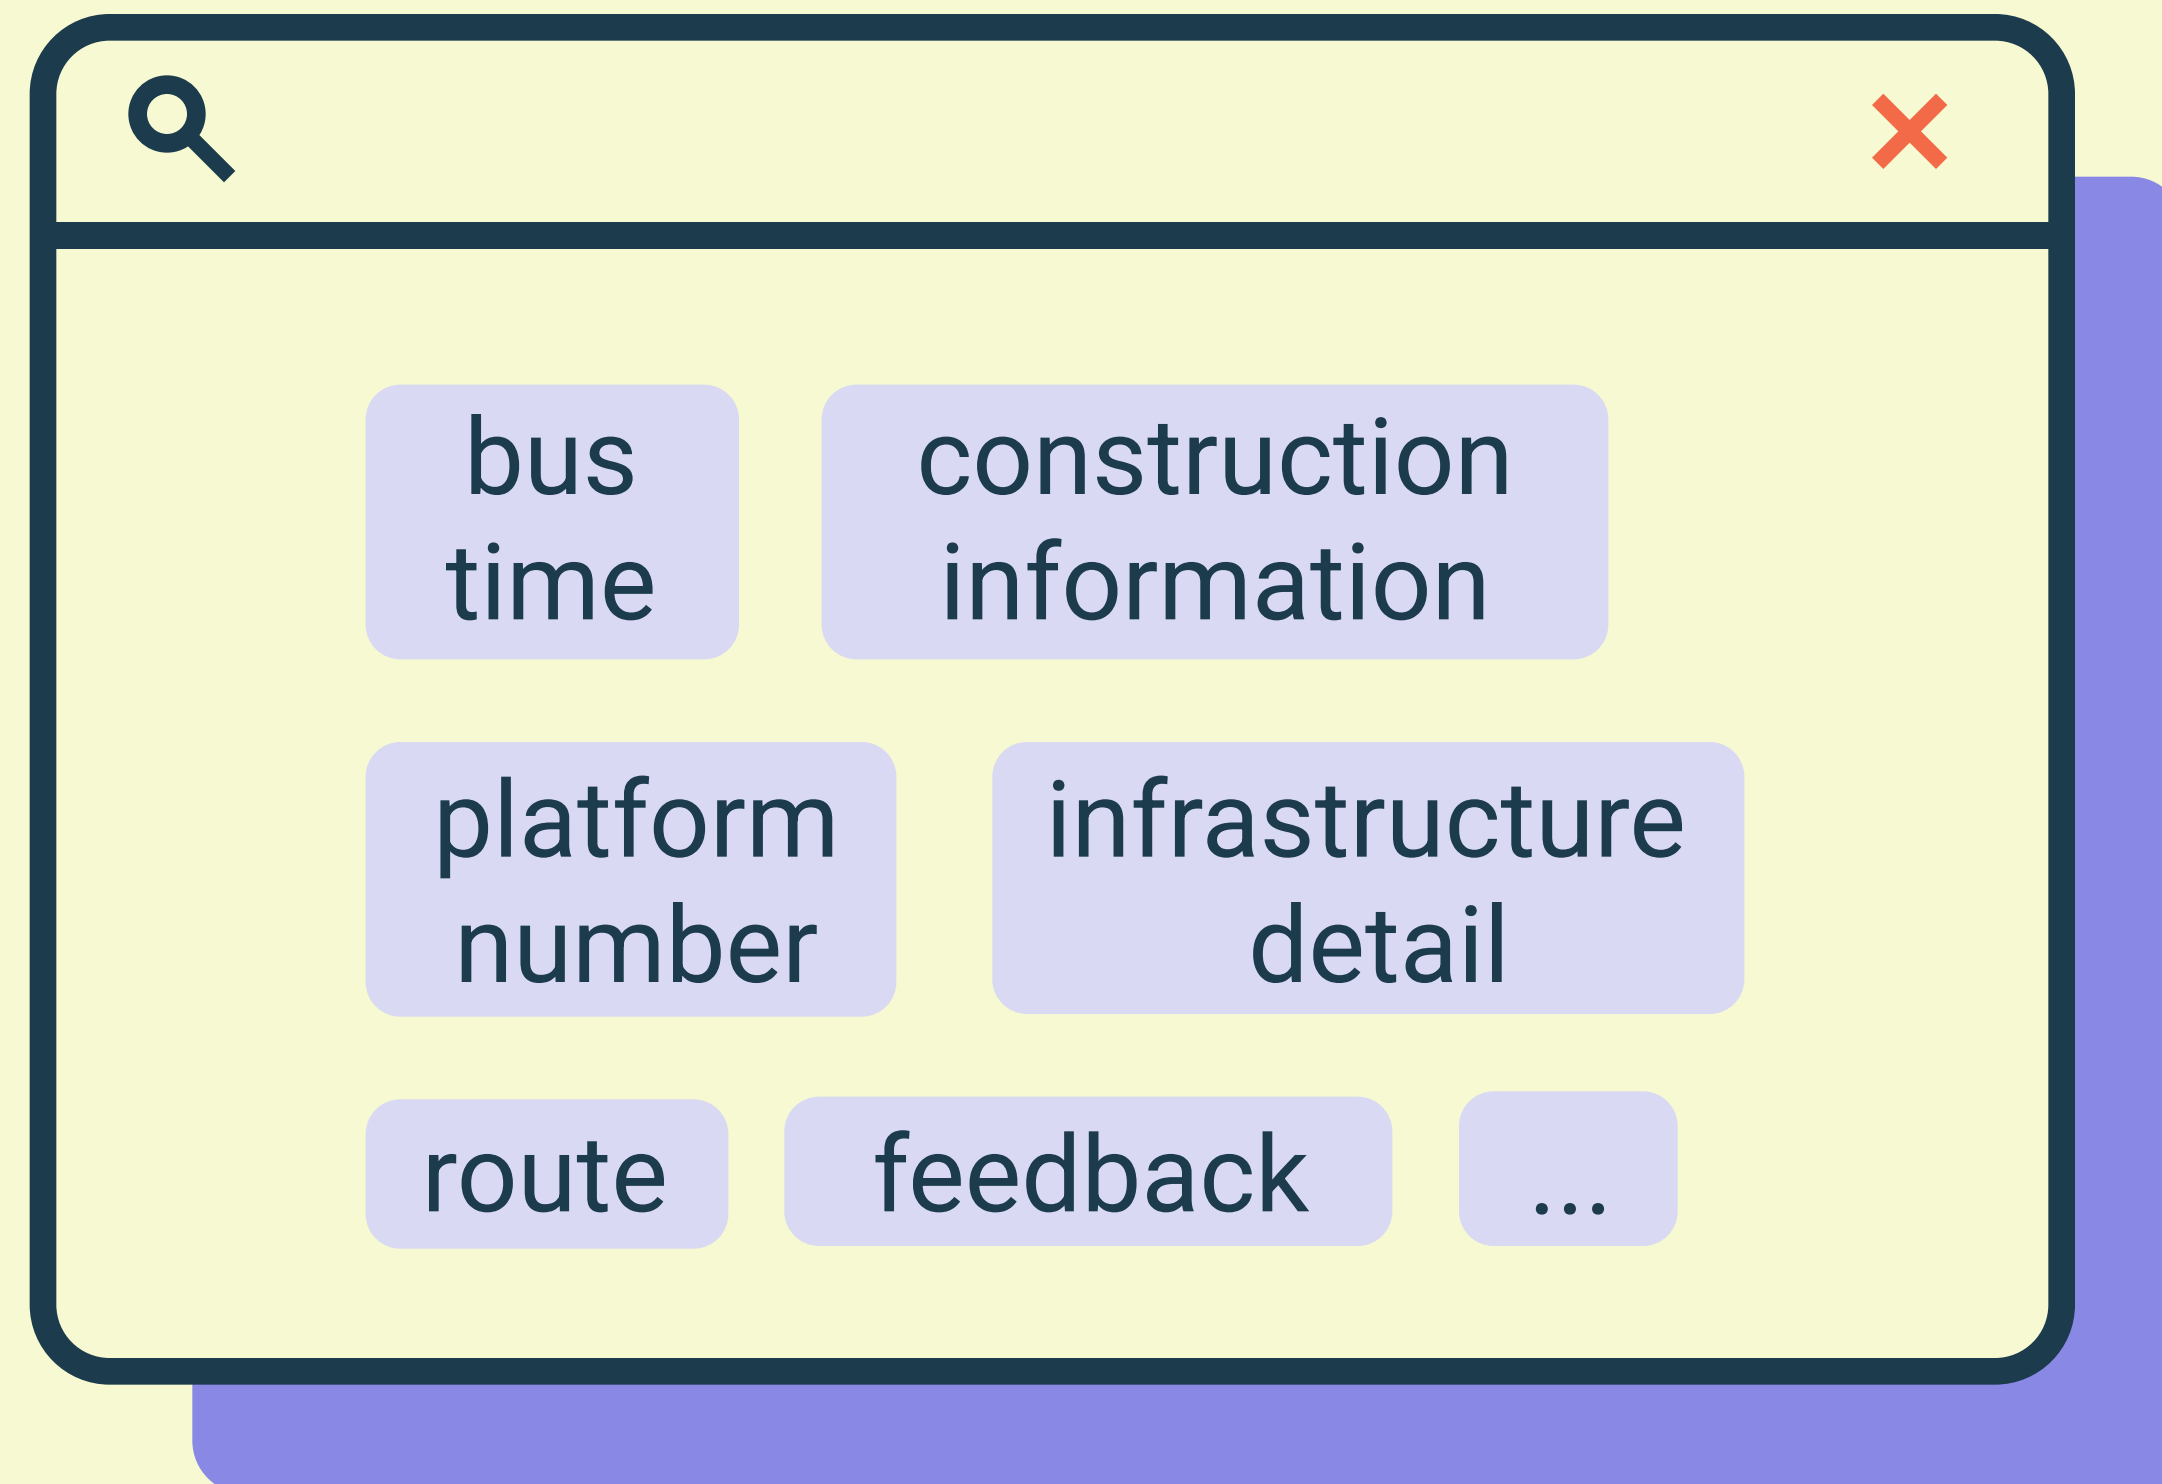 bus
time
construction
information
platform
number
infrastructure
detail
route
feedback
...